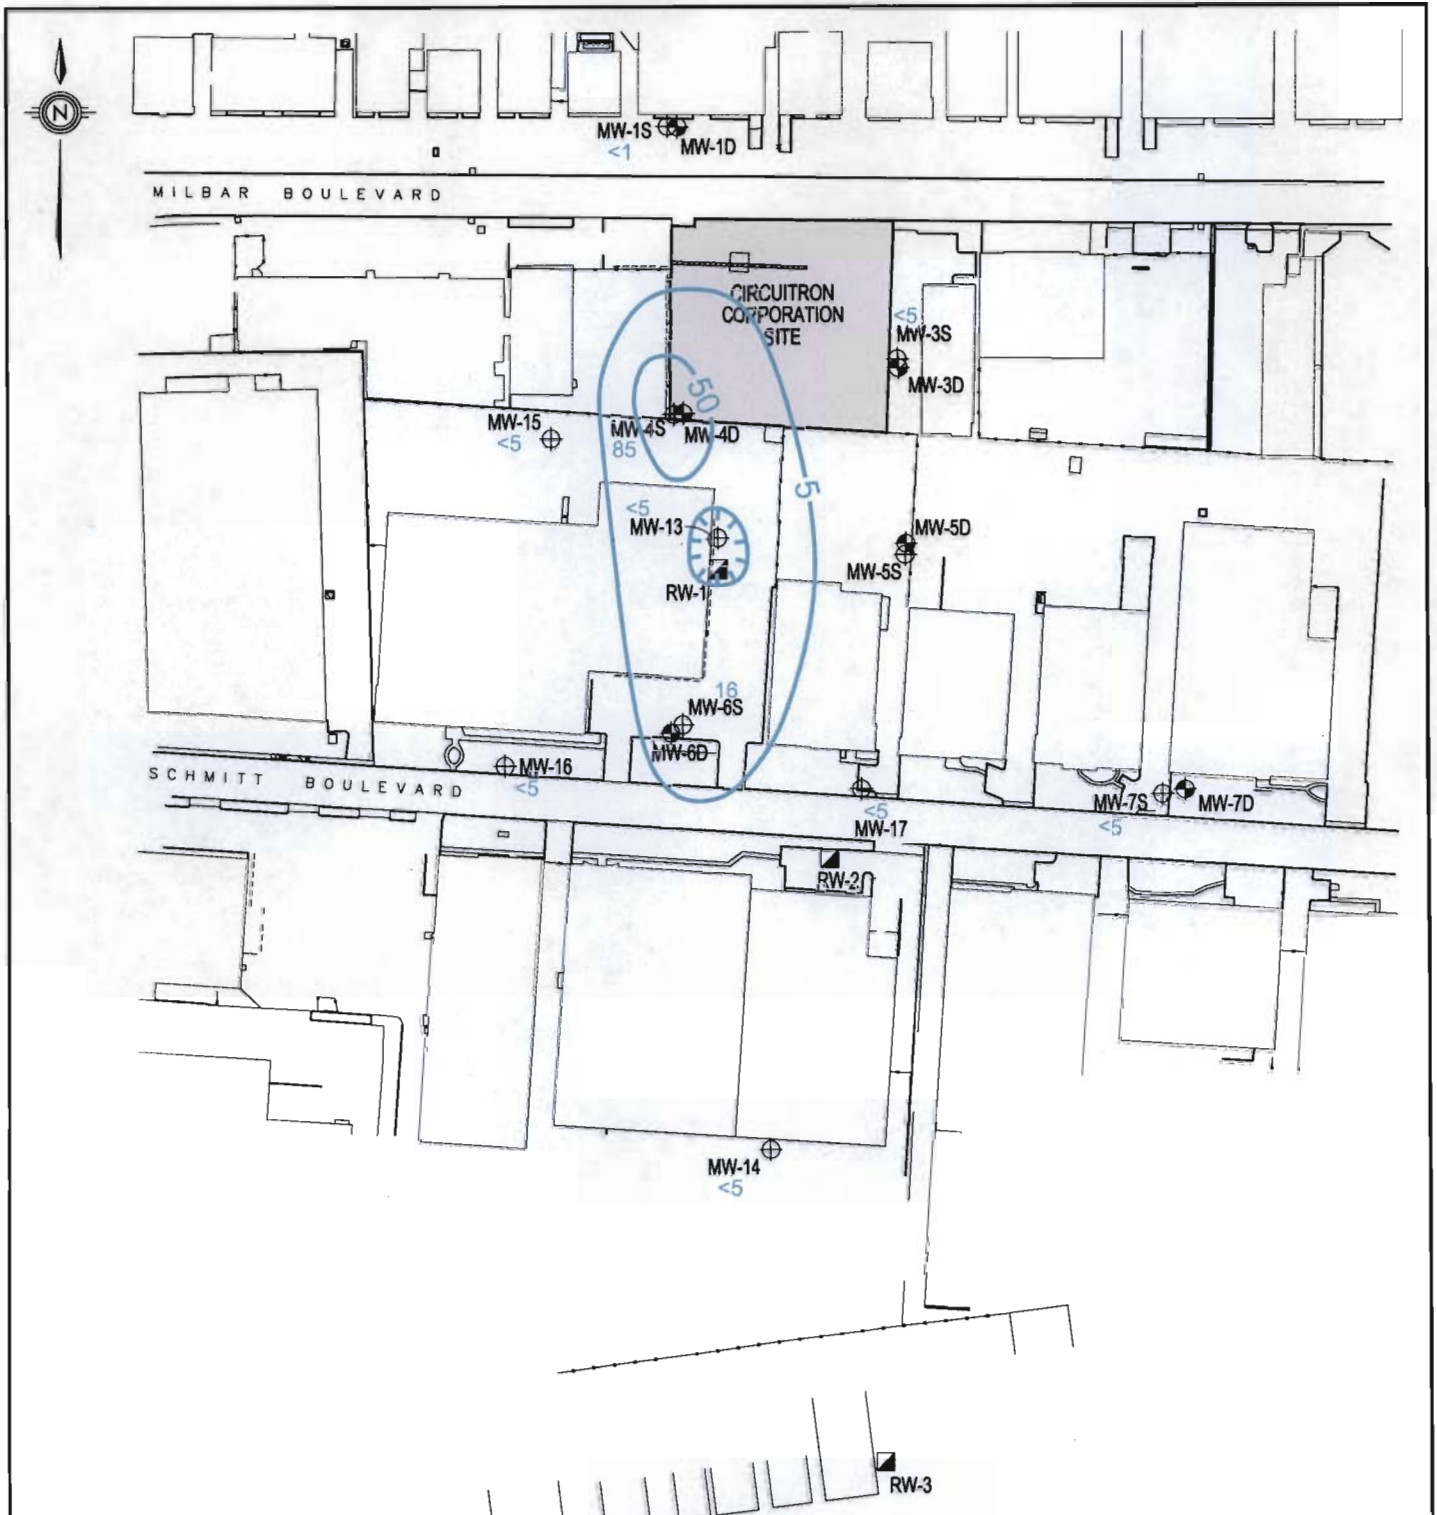 N
MW-1S
<1
MW-1D
MILBAR BOULEVARD
CIRCUITRON
CORPORATION
SITE
<5
MW-3S
MW-3D
50
MW-15
<5
MW-4S
85
MW-4D
5
<5
MW-13
RW-1
MW-5D
MW-5S
16
MW-6S
MW-6D
MW-16
<5
SCHMITT BOULEVARD
<5
MW-17
MW-7S
<5
MW-7D
RW-2
MW-14
<5
RW-3